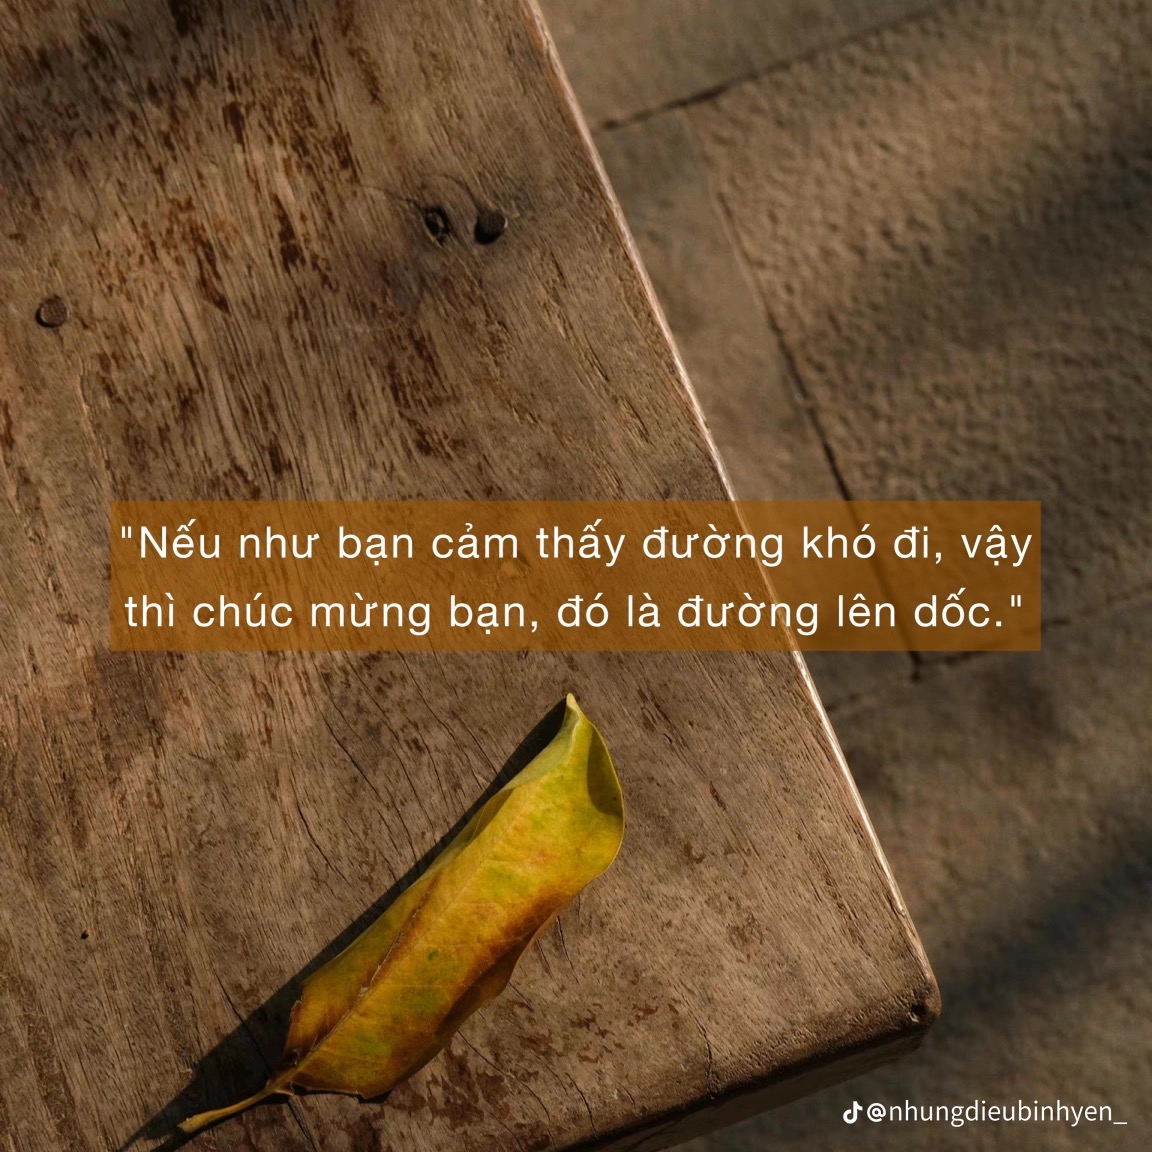 "Nếu như bạn cảm thấy đường khó đi, vậy
thì chúc mừng bạn, đó là đường lên dốc."
@nhungdieubinhyen_